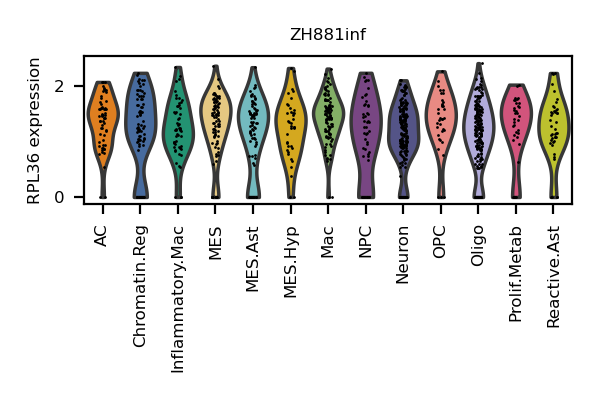 ZH881inf
RPL36 expression
2
0
AC
Chromatin.Reg
Inflammatory.Mac
MES
MES.Ast
MES.Hyp
Mac
NPC
Neuron
OPC
Oligo
Prolif.Metab
Reactive.Ast